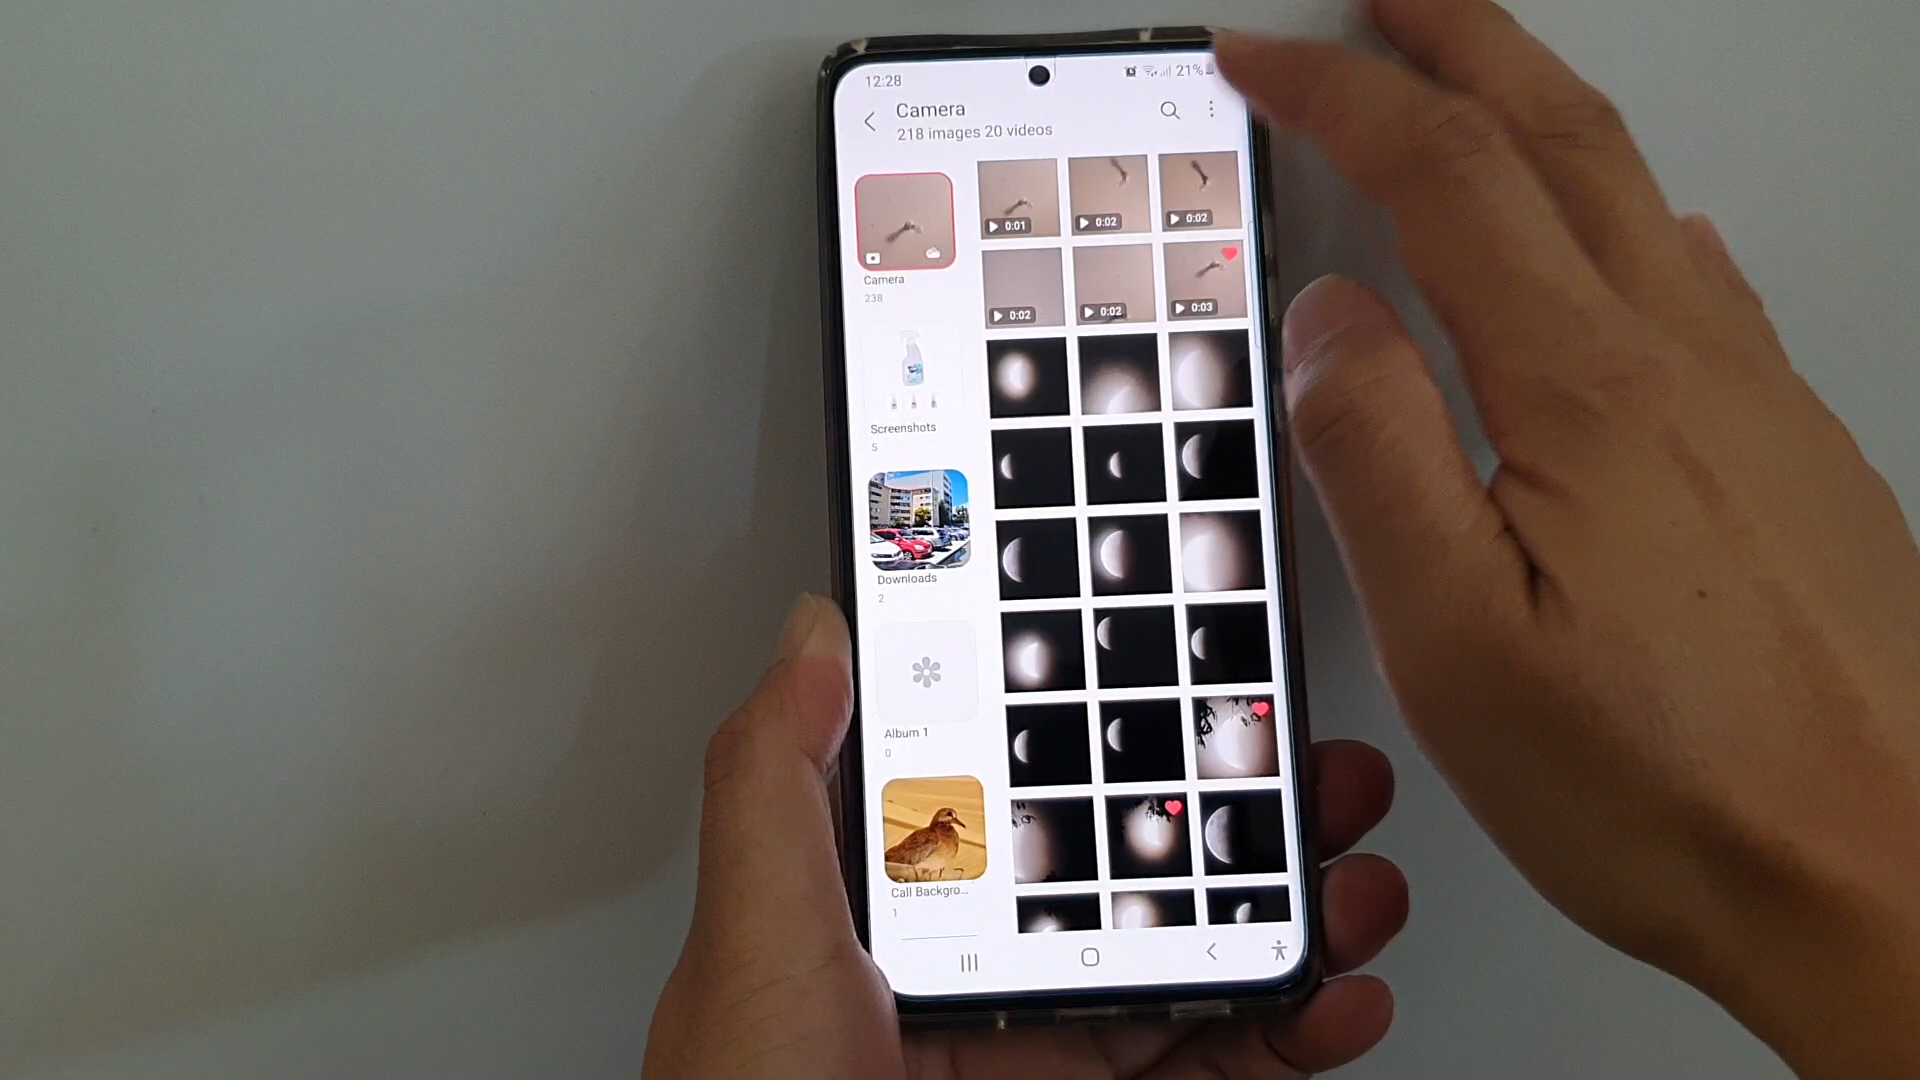 12:28
21%
Camera
218 images 20 videos
0:01
0:02
0:02
0:02
0:02
0:03
Camera
238
Screenshots
5
Downloads
2
Album 1
0
Call Backgro...
1